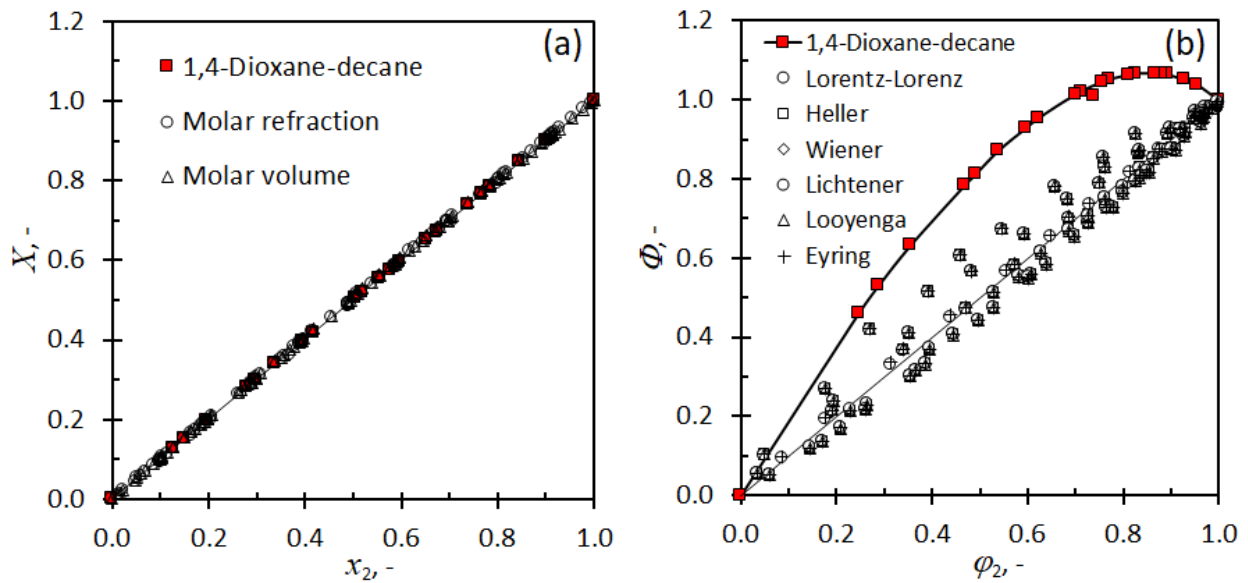 (a)
1.2
1.0
0.8
0.6
0.4
0.2
0.0
X, -
1,4-Dioxane-decane
Molar refraction
Molar volume
0.0 0.2 0.4 0.6 0.8 1.0
x2, -
(b)
1.2
1.0
0.8
0.6
0.4
0.2
0.0
Φ, -
1,4-Dioxane-decane
Lorentz-Lorenz
Heller
Wiener
Lichtener
Looyenga
Eyring
0.0 0.2 0.4 0.6 0.8 1.0
φ2, -